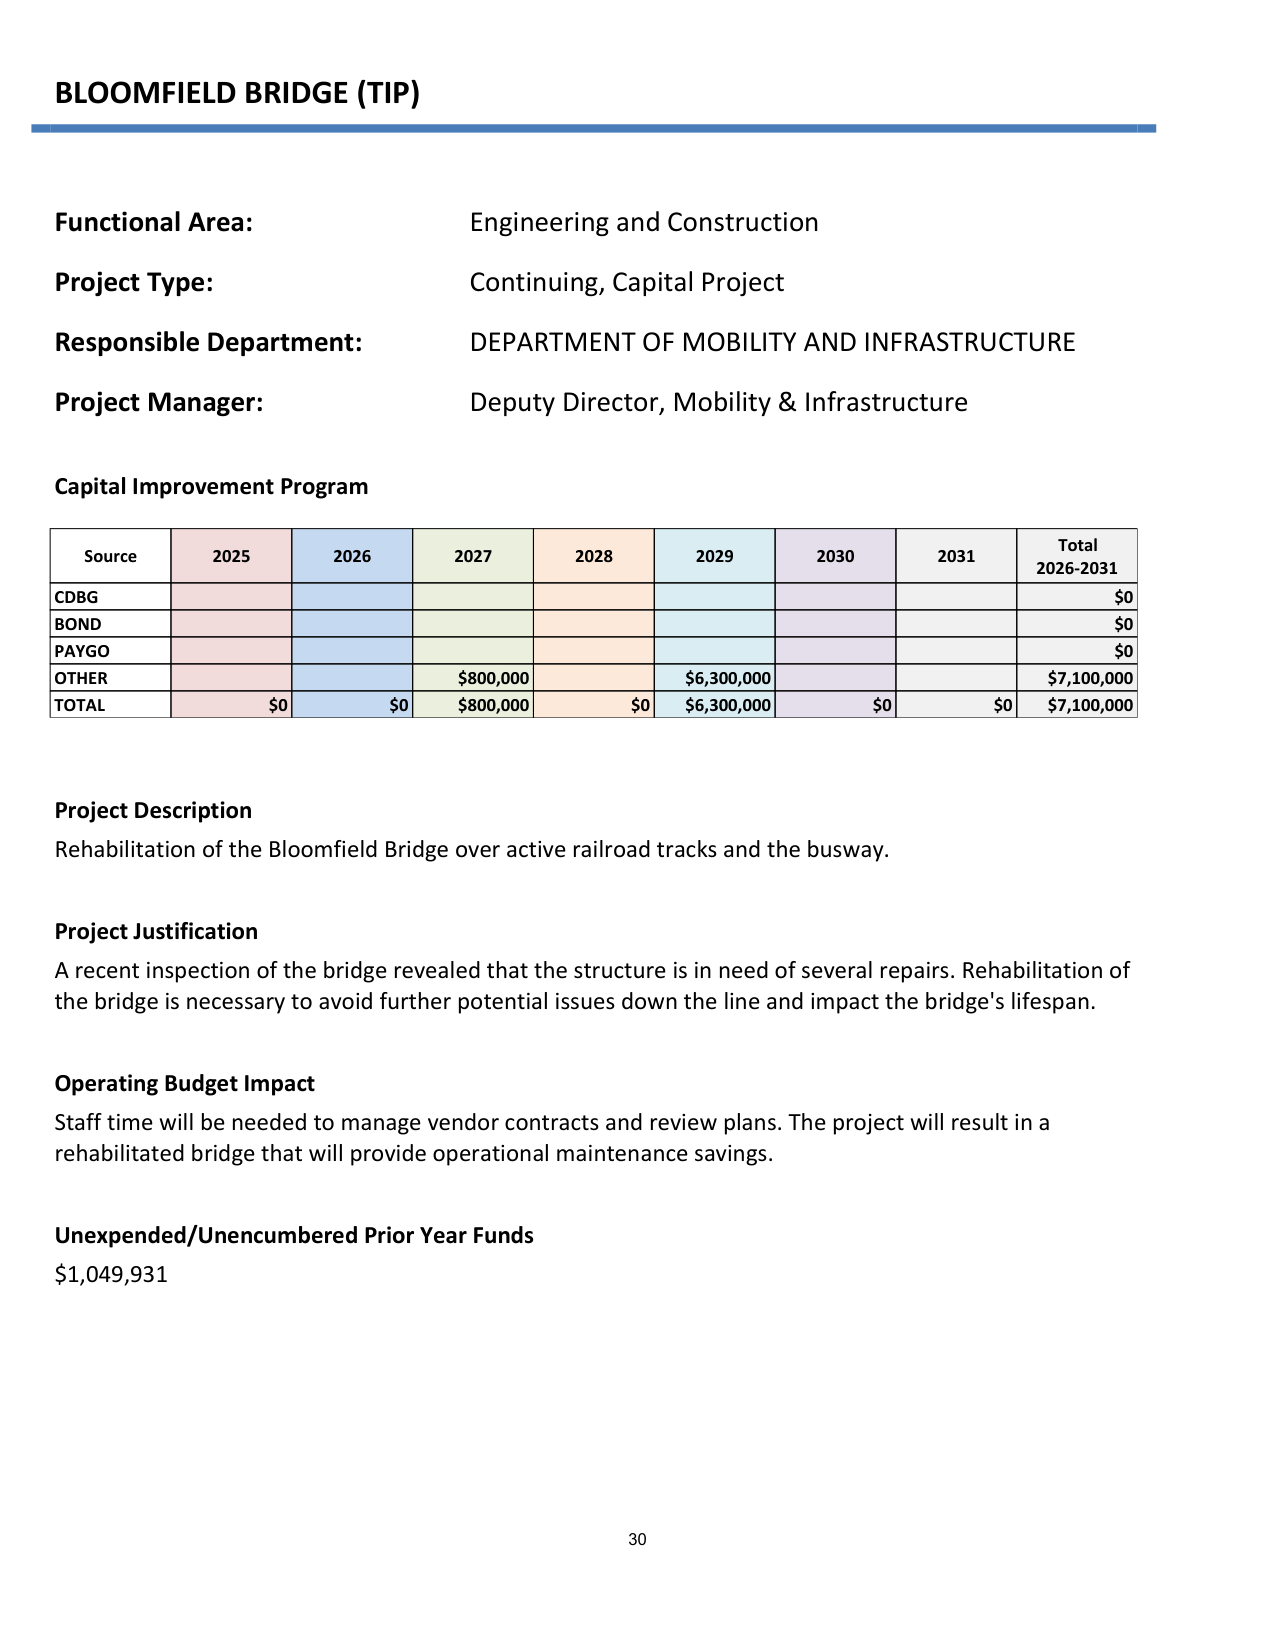 BLOOMFIELD BRIDGE (TIP)
Functional Area: Engineering and Construction
Project Type: Continuing, Capital Project
Responsible Department: DEPARTMENT OF MOBILITY AND INFRASTRUCTURE
Project Manager: Deputy Director, Mobility & Infrastructure
Capital Improvement Program
Source 2025 2026 2027 2028 2029 2030 2031 Total 2026-2031
CDBG $0
BOND $0
PAYGO $0
OTHER $800,000 $6,300,000 $7,100,000
TOTAL $0 $0 $800,000 $0 $6,300,000 $0 $0 $7,100,000
Project Description
Rehabilitation of the Bloomfield Bridge over active railroad tracks and the busway.
Project Justification
A recent inspection of the bridge revealed that the structure is in need of several repairs. Rehabilitation of
the bridge is necessary to avoid further potential issues down the line and impact the bridge's lifespan.
Operating Budget Impact
Staff time will be needed to manage vendor contracts and review plans. The project will result in a
rehabilitated bridge that will provide operational maintenance savings.
Unexpended/Unencumbered Prior Year Funds
$1,049,931
30